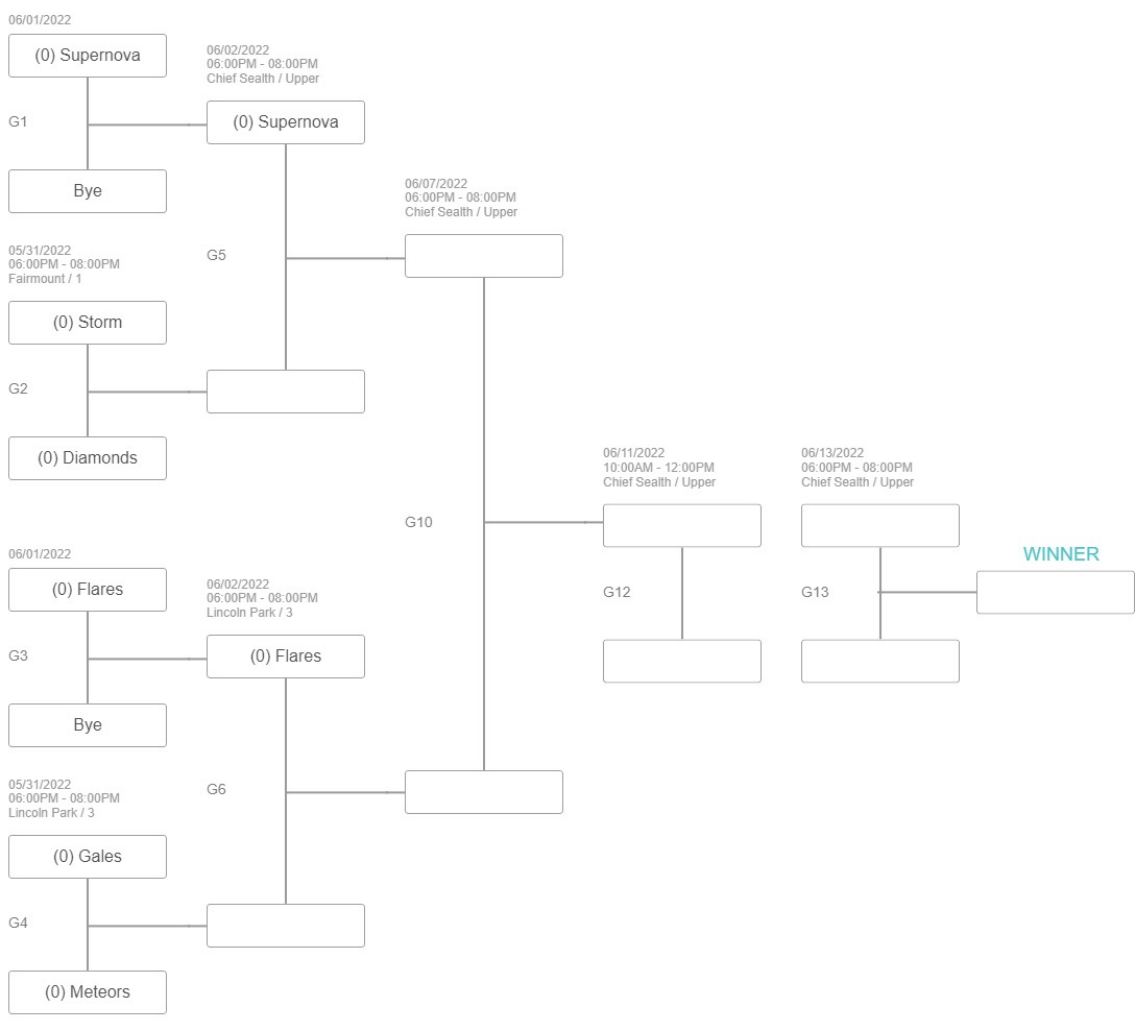 06/01/2022
(0) Supernova
G1
Bye
05/31/2022
06:00PM - 08:00PM
Fairmount / 1
(0) Storm
G2
(0) Diamonds
06/01/2022
(0) Flares
G3
Bye
05/31/2022
06:00PM - 08:00PM
Lincoln Park / 3
(0) Gales
G4
(0) Meteors
06/02/2022
06:00PM - 08:00PM
Chief Sealth / Upper
(0) Supernova
G5
06/02/2022
06:00PM - 08:00PM
Lincoln Park / 3
(0) Flares
G6
06/07/2022
06:00PM - 08:00PM
Chief Sealth / Upper
G10
06/11/2022
10:00AM - 12:00PM
Chief Sealth / Upper
G12
06/13/2022
06:00PM - 08:00PM
Chief Sealth / Upper
G13
WINNER